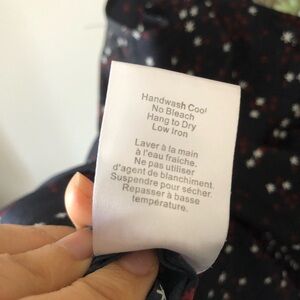 Handwash Cool
No Bleach
Hang to Dry
Low Iron
Laver à la main
à l'eau fraîche.
Ne pas utiliser
d'agent de blanchiment.
Suspendre pour sécher.
Repasser à basse
température.